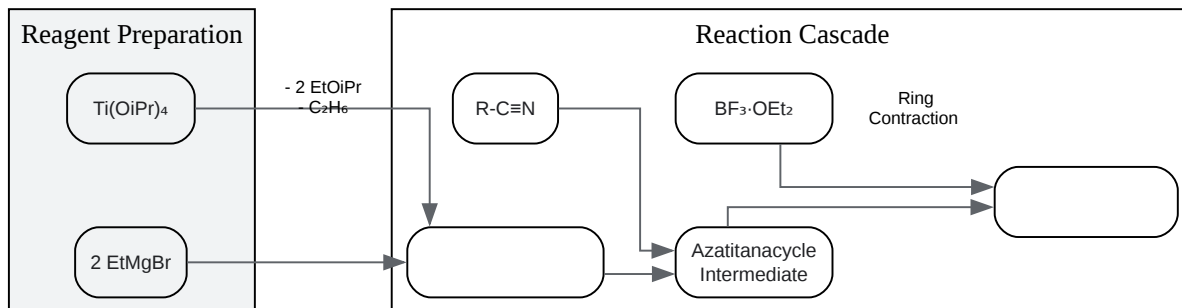 Reagent Preparation
Reaction Cascade
Ti(OiPr)₄
- 2 EtOiPr
- C₂H₆
R-C≡N
BF₃·OEt₂
Ring
Contraction
2 EtMgBr
Azatitanacycle
Intermediate